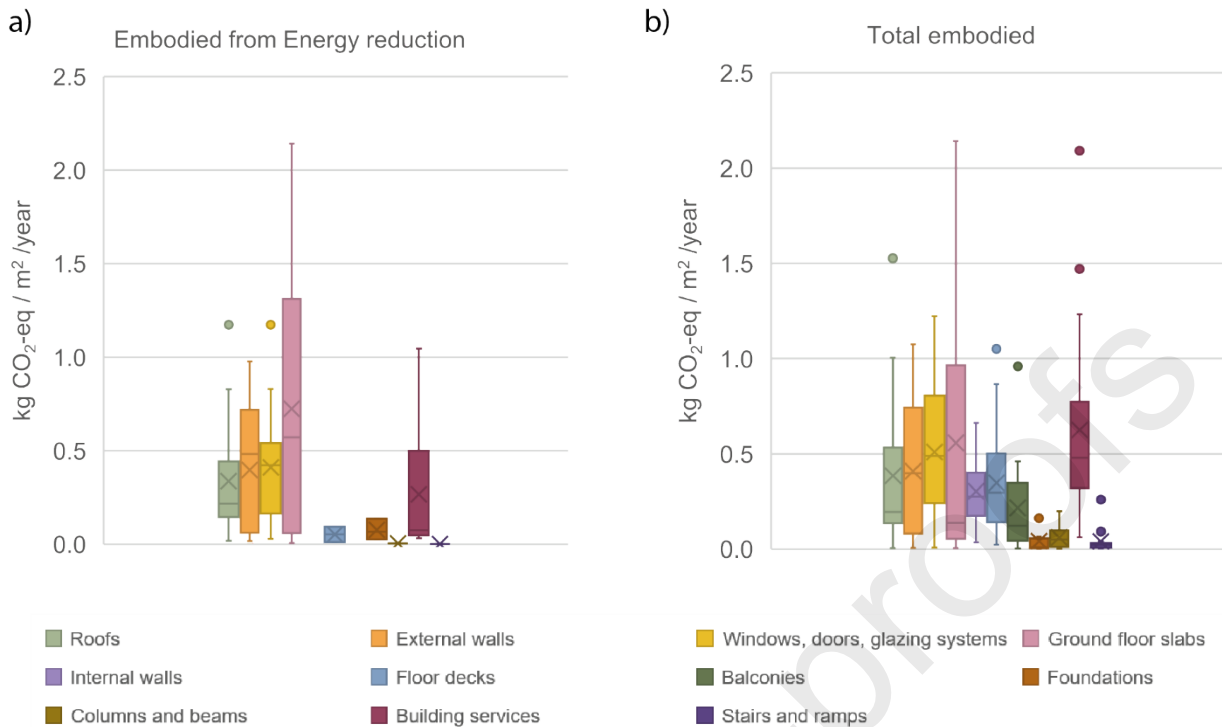 a)
Embodied from Energy reduction
2.5
2.0
1.5
1.0
0.5
0.0
kg CO₂-eq / m² /year
b)
Total embodied
2.5
2.0
1.5
1.0
0.5
0.0
kg CO₂-eq / m² /year
Roofs
External walls
Windows, doors, glazing systems
Ground floor slabs
Internal walls
Floor decks
Balconies
Foundations
Columns and beams
Building services
Stairs and ramps
proofs